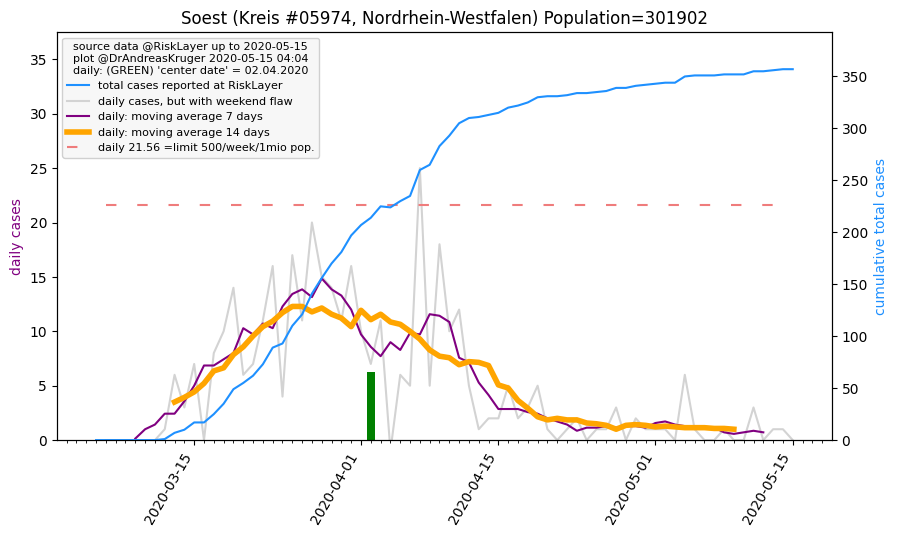 Soest (Kreis #05974, Nordrhein-Westfalen) Population=301902
source data @RiskLayer up to 2020-05-15
plot @DrAndreasKruger 2020-05-15 04:04
daily: (GREEN) 'center date' = 02.04.2020
total cases reported at RiskLayer
daily cases, but with weekend flaw
daily: moving average 7 days
daily: moving average 14 days
daily 21.56 =limit 500/week/1mio pop.
daily cases
35
30
25
20
15
10
5
0
350
300
250
200
150
100
50
0
cumulative total cases
2020-03-15
2020-04-01
2020-04-15
2020-05-01
2020-05-15